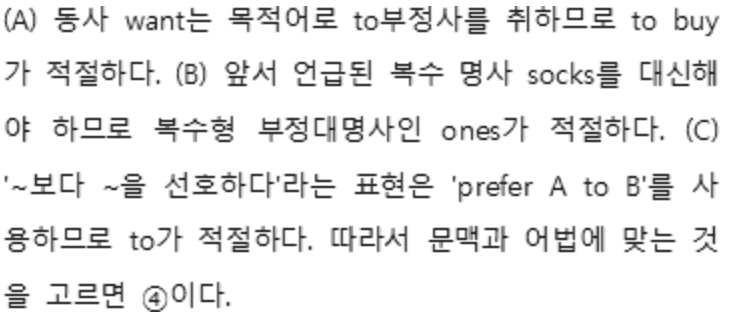 (A) 동사 want는 목적어로 to부정사를 취하므로 to buy
가 적절하다. (B) 앞서 언급된 복수 명사 socks를 대신해
야 하므로 복수형 부정대명사인 ones가 적절하다. (C)
'~보다 ~을 선호하다'라는 표현은 'prefer A to B'를 사
용하므로 to가 적절하다. 따라서 문맥과 어법에 맞는 것
을 고르면 ④이다.